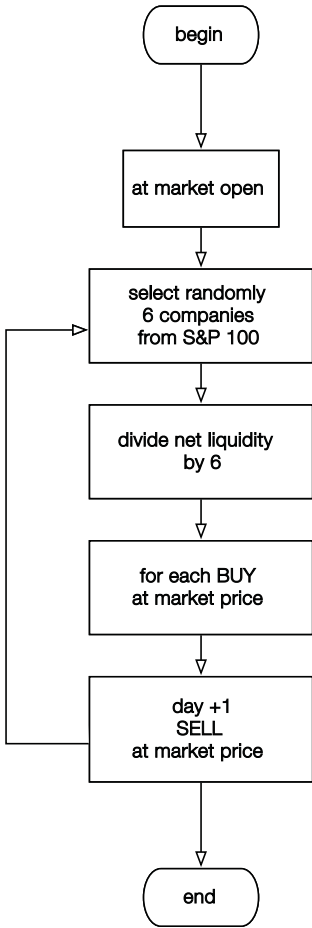 begin
at market open
select randomly
6 companies
from S&P 100
divide net liquidity
by 6
for each BUY
at market price
day +1
SELL
at market price
end